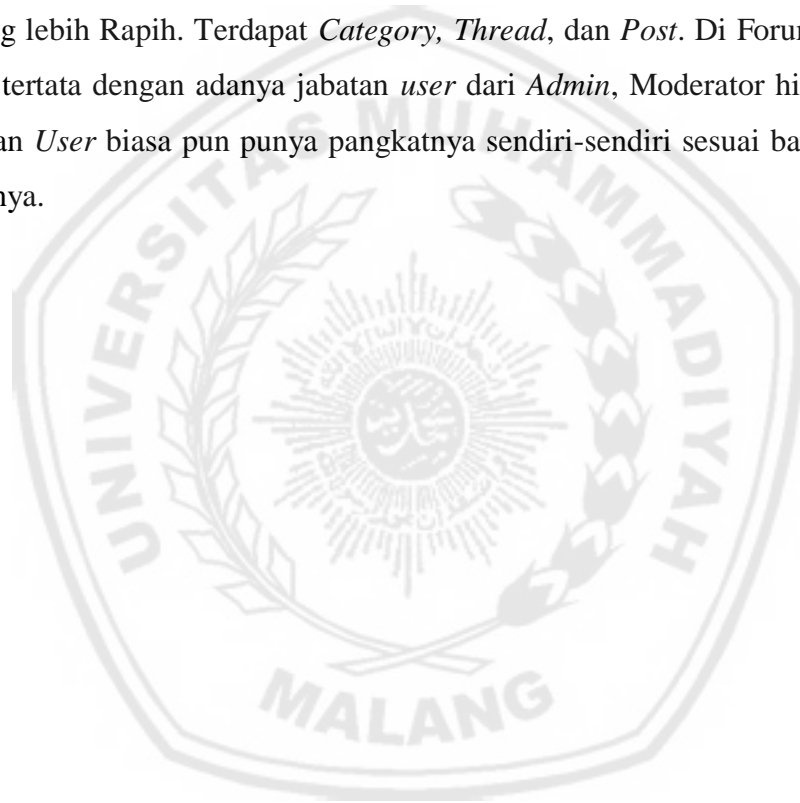 g lebih Rapih. Terdapat Category, Thread, dan Post. Di Forum
tertata dengan adanya jabatan user dari Admin, Moderator hi
an User biasa pun punya pangkatnya sendiri-sendiri sesuai ba
nya.
UNIVERSITAS MUHAMMADIYAH
MALANG